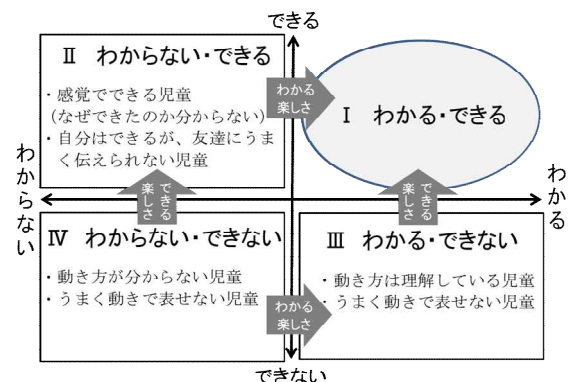 できる
Ⅱ　わからない・できる
・感覚でできる児童
（なぜできたのか分からない）
・自分はできるが、友達にうま
く伝えられない児童
わかる
楽しさ
Ⅰ　わかる・できる
わからない
できる
楽しさ
できる
楽しさ
わかる
Ⅳ　わからない・できない
・動き方が分からない児童
・うまく動きで表せない児童
わかる
楽しさ
Ⅲ　わかる・できない
・動き方は理解している児童
・うまく動きで表せない児童
できない